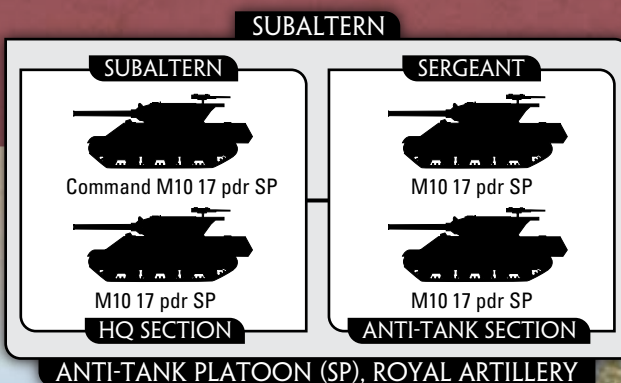 SUBALTERN
SUBALTERN
Command M10 17 pdr SP
M10 17 pdr SP
HQ SECTION
SERGEANT
M10 17 pdr SP
M10 17 pdr SP
ANTI-TANK SECTION
ANTI-TANK PLATOON (SP), ROYAL ARTILLERY